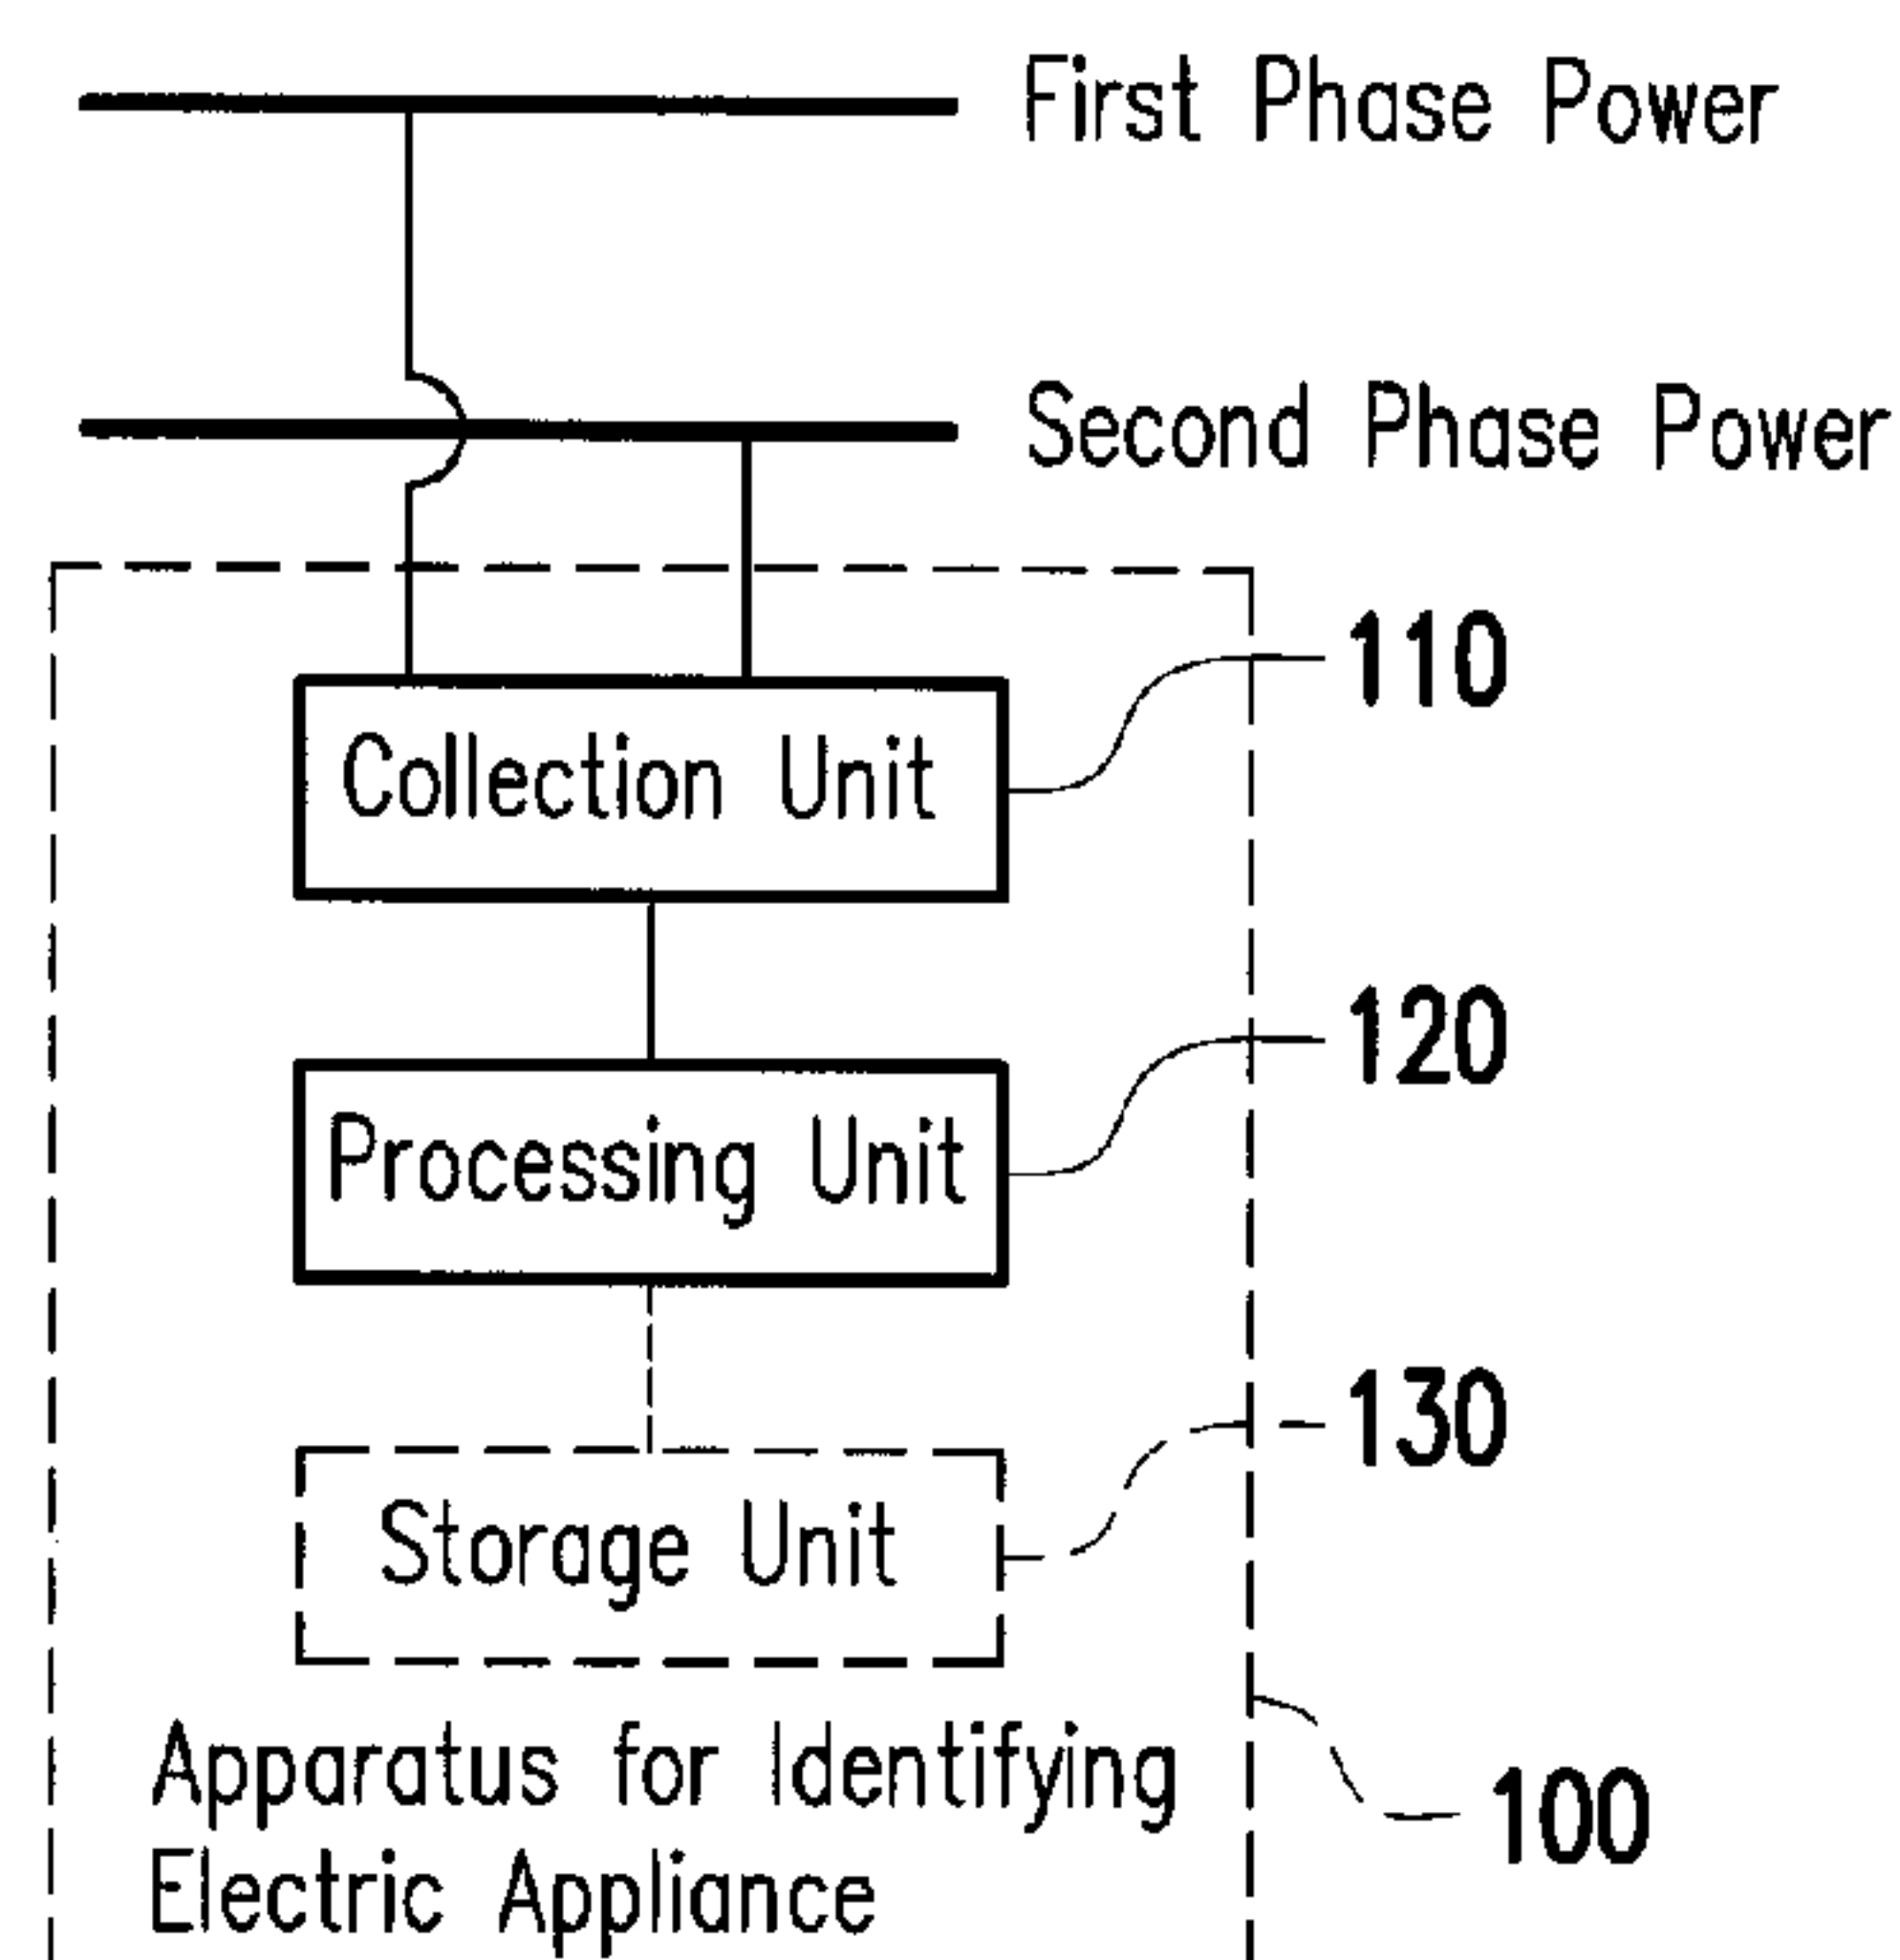 First Phase Power
Second Phase Power
110
Collection Unit
120
Processing Unit
130
Storage Unit
Apparatus for Identifying
Electric Appliance
100